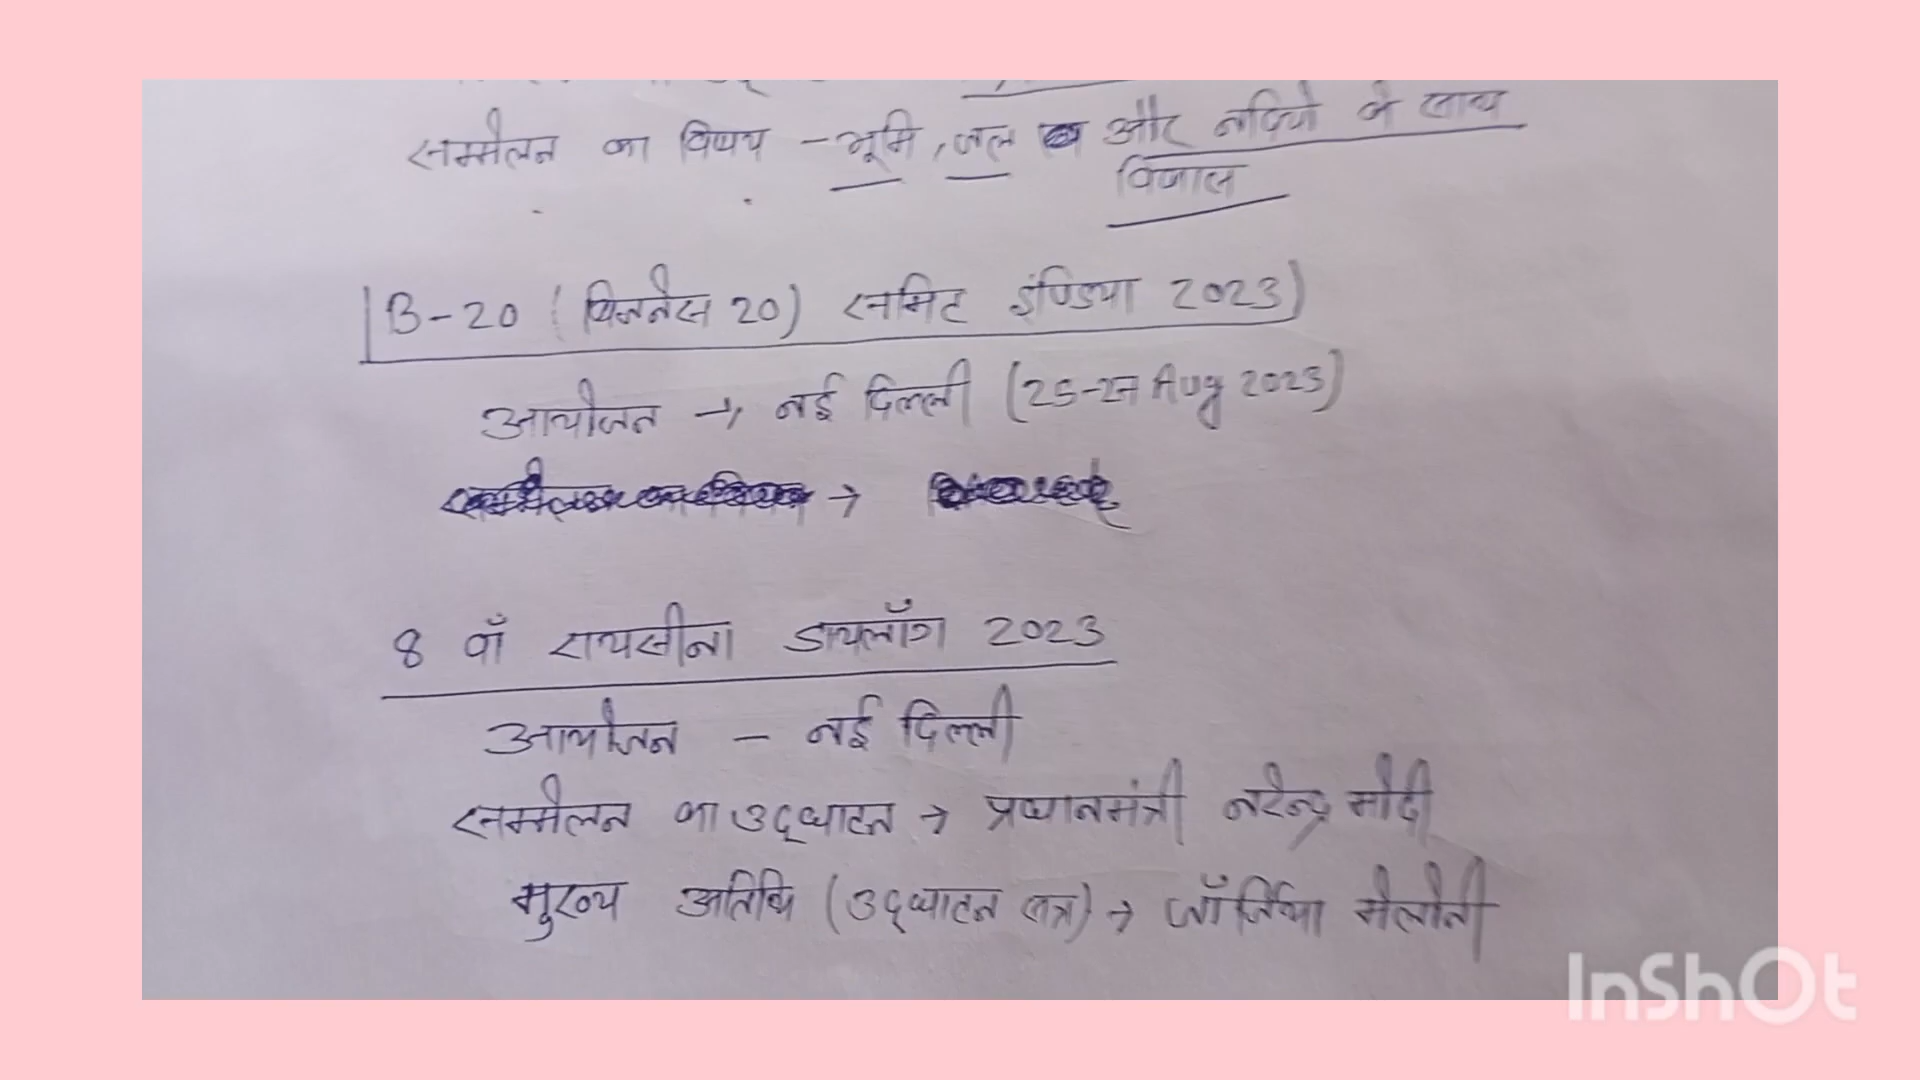 सम्मेलन का विषय - भूमि, जल और नदियो के साथ
विकास
B-20 (बिजनेस 20) समिट इंण्डिया 2023)
आयोजन → नई दिल्ली (25-27 Aug 2023)
8 वाँ रायसीना डायलॉग 2023
आयोजन - नई दिल्ली
सम्मेलन का उद्घाटन → प्रधानमंत्री नरेन्द्र मोदी
मुख्य अतिथि (उद्घाटन सत्र) → जॉर्जिया मेलोनी
InShOt